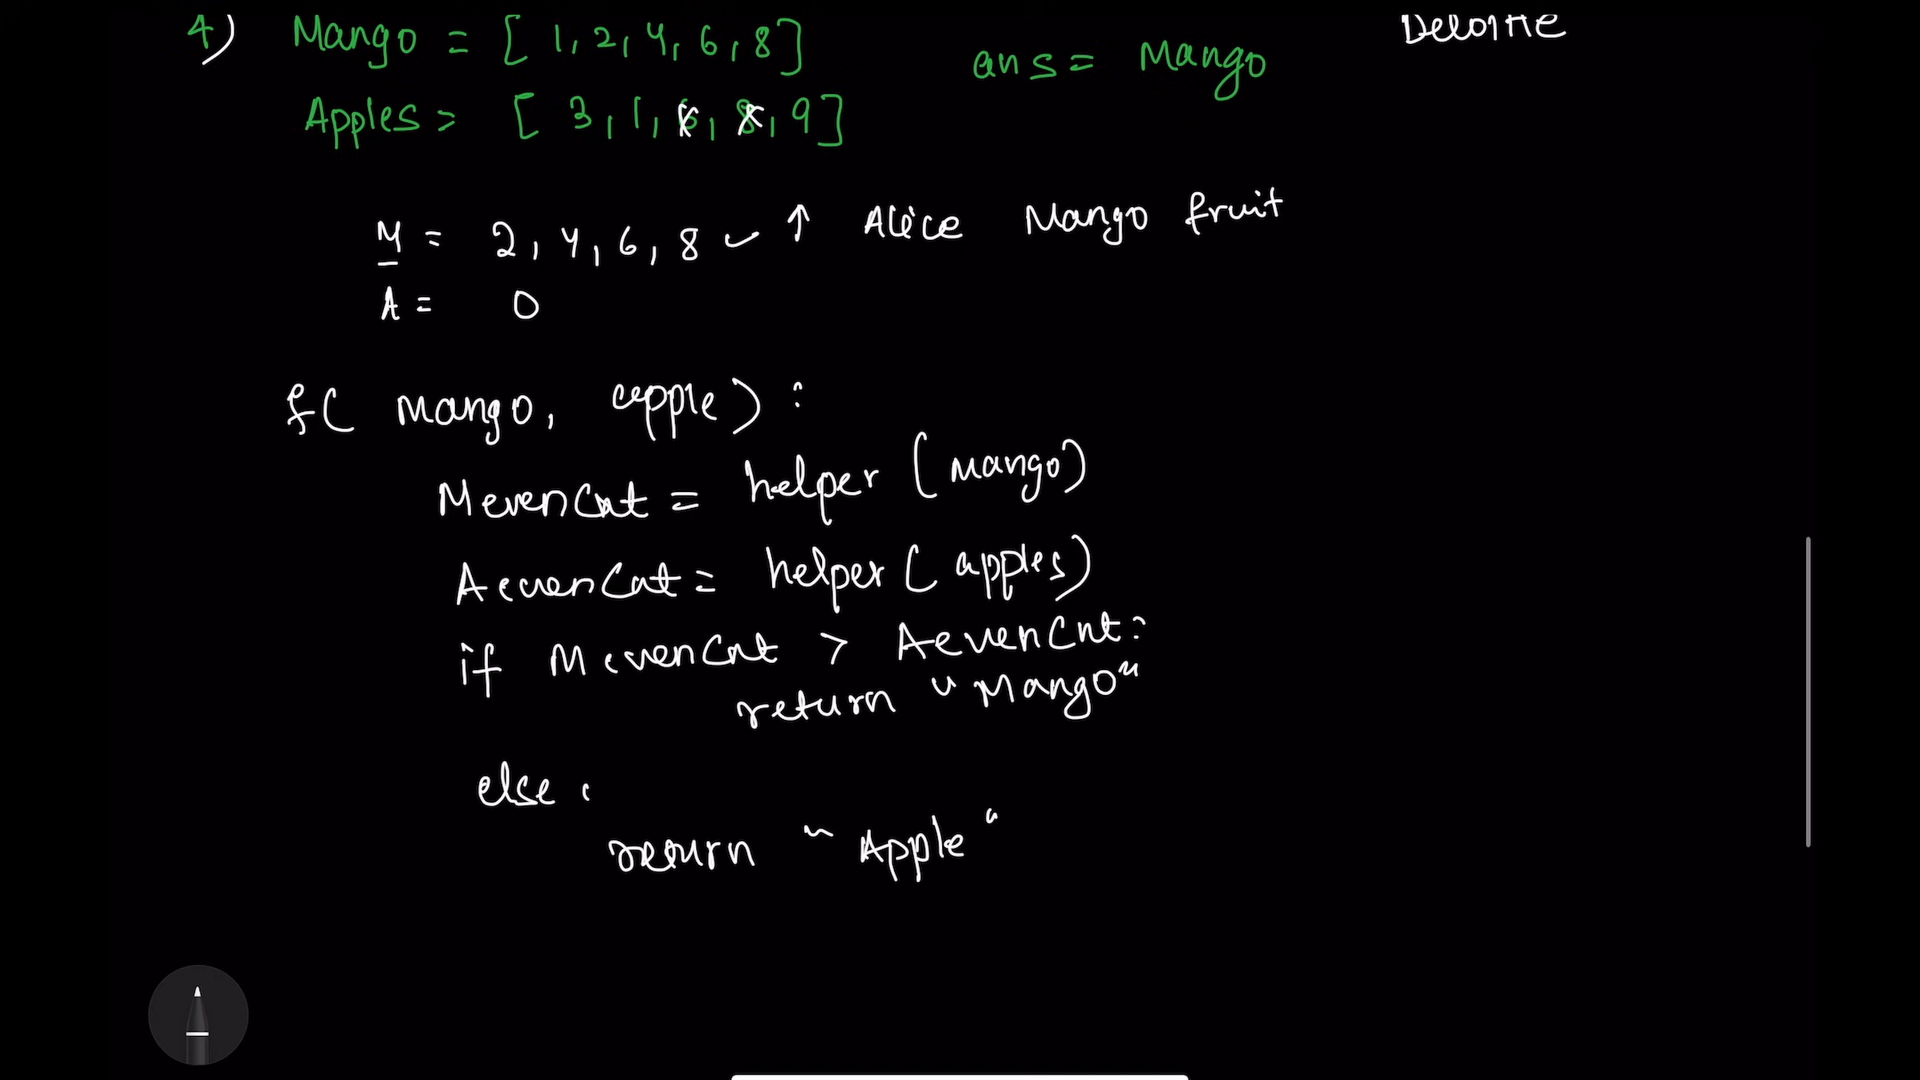 Deloitte
4) Mango = [ 1, 2, 4, 6, 8]
ans = Mango
Apples = [ 3, 1, 6, 8, 9]
M = 2, 4, 6, 8 ↑ Alice Mango fruit
A = 0
f( mango, apple) :
MevenCnt = helper (mango)
AevenCnt = helper ( apples)
if MevenCnt > AevenCnt :
return "Mango"
else :
return "Apple"